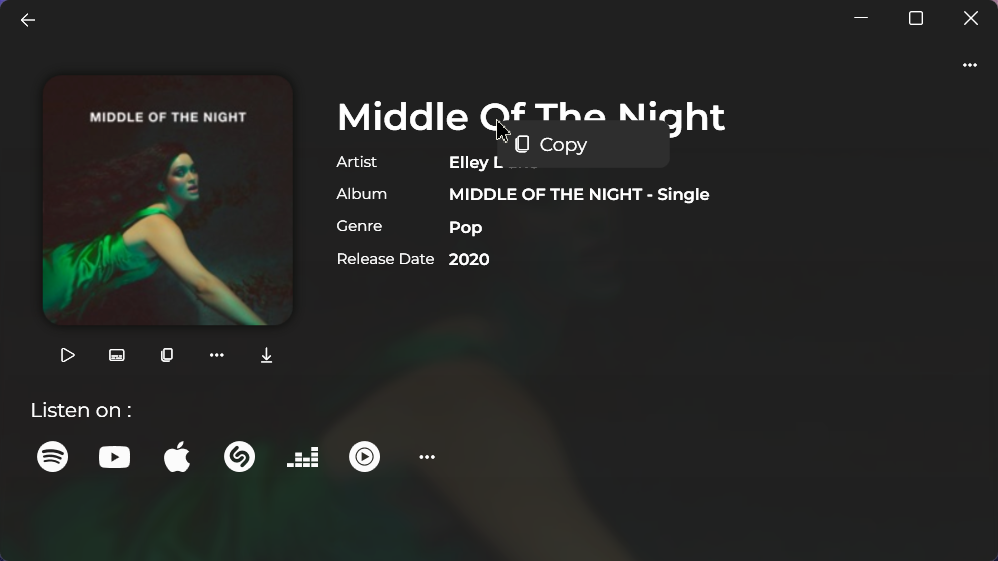 MIDDLE OF THE NIGHT
Middle Of The Night
Copy
Artist
Elley
Album
MIDDLE OF THE NIGHT - Single
Genre
Pop
Release Date
2020
Listen on :